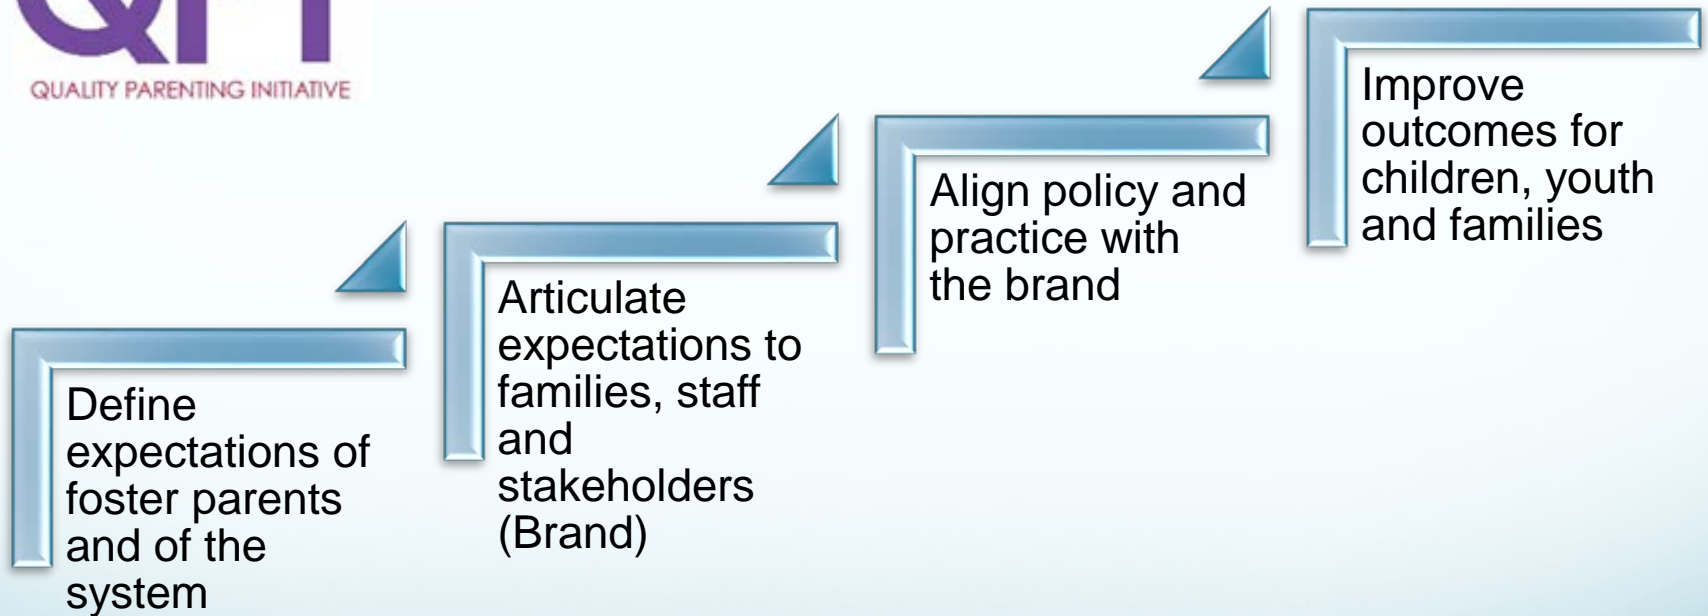 QPI
QUALITY PARENTING INITIATIVE
Define
expectations of
foster parents
and of the
system
Articulate
expectations to
families, staff
and
stakeholders
(Brand)
Align policy and
practice with
the brand
Improve
outcomes for
children, youth
and families